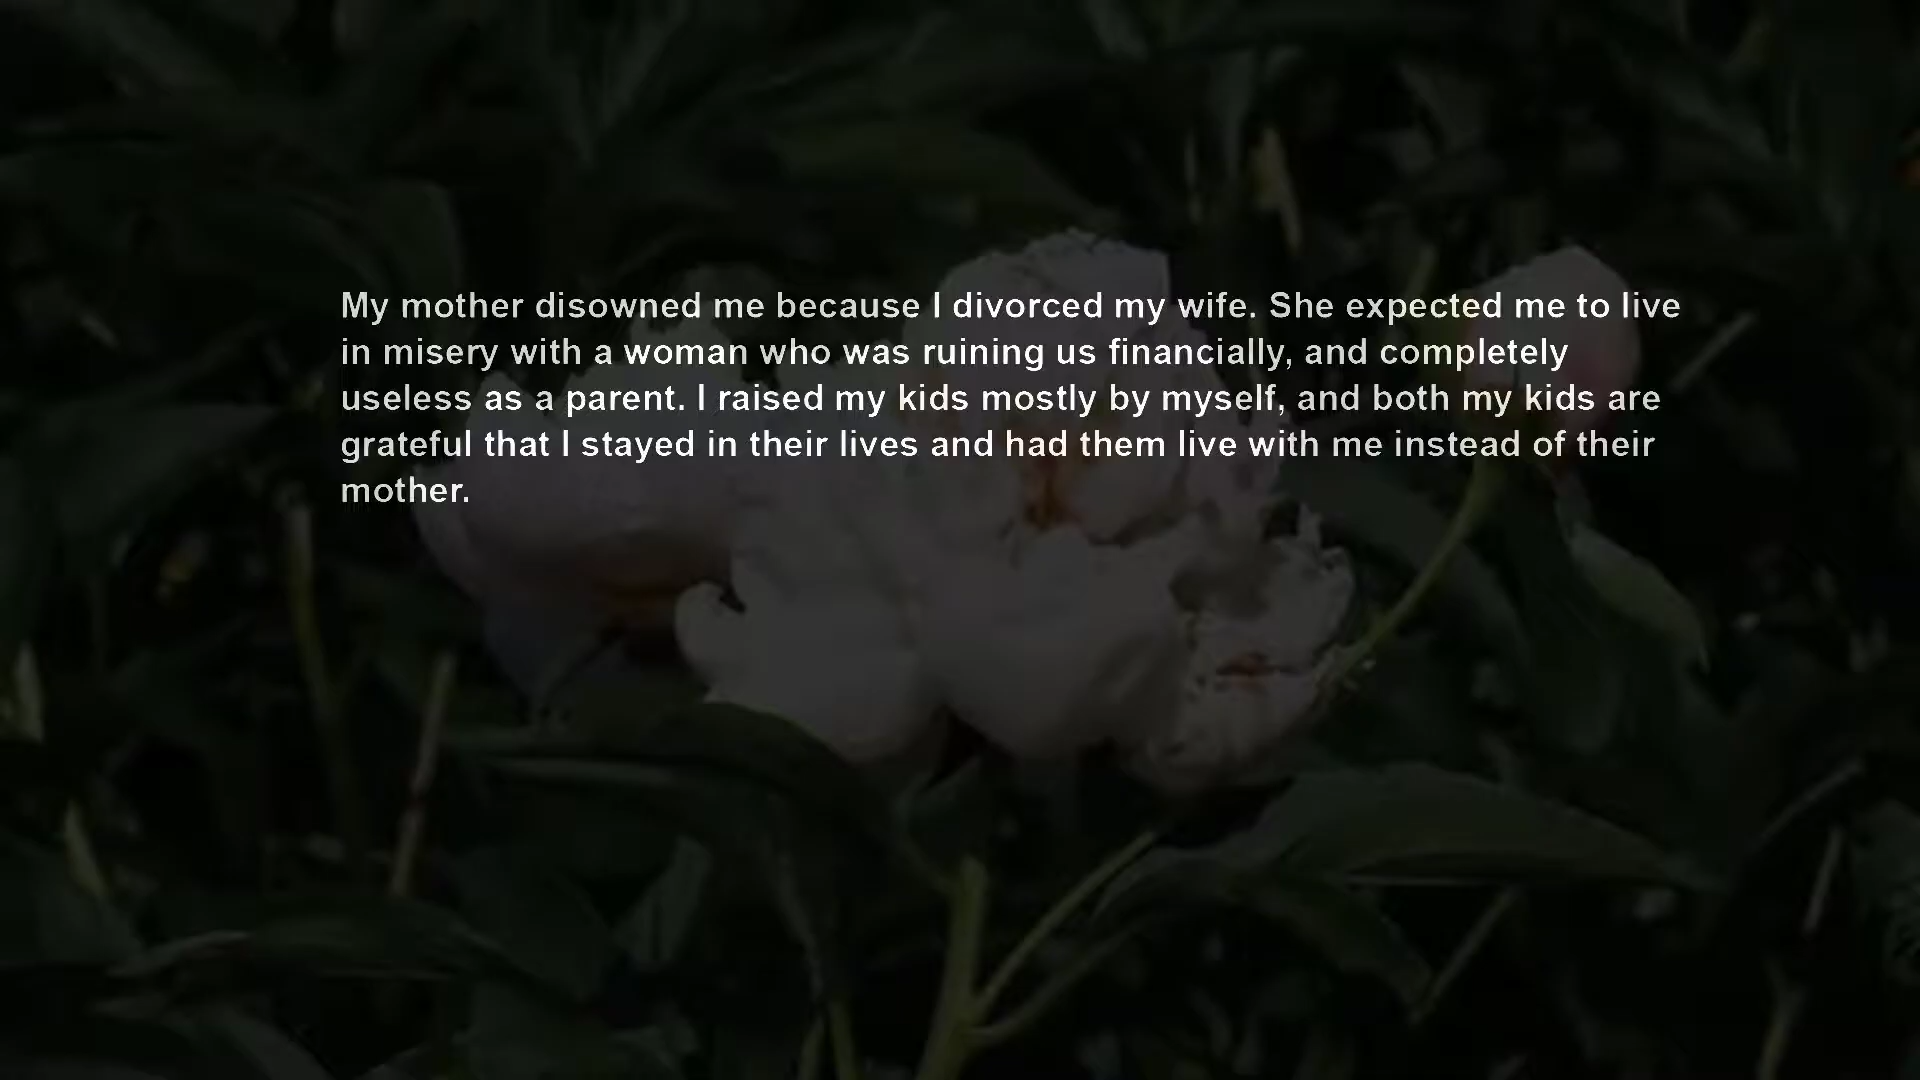 My mother disowned me because I divorced my wife. She expected me to live
in misery with a woman who was ruining us financially, and completely
useless as a parent. I raised my kids mostly by myself, and both my kids are
grateful that I stayed in their lives and had them live with me instead of their
mother.